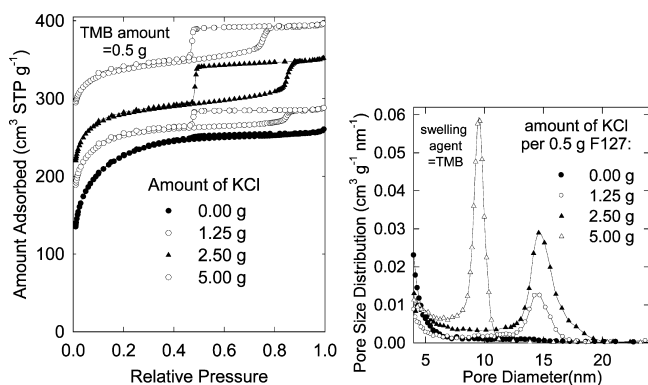 400
300
200
100
0
Amount Adsorbed (cm³ STP g⁻¹)
TMB amount
=0.5 g
Amount of KCl
0.00 g
1.25 g
2.50 g
5.00 g
0.0 0.2 0.4 0.6 0.8 1.0
Relative Pressure
0.06
0.05
0.04
0.03
0.02
0.01
0.00
Pore Size Distribution (cm³ g⁻¹ nm⁻¹)
swelling
agent
=TMB
amount of KCl
per 0.5 g F127:
0.00 g
1.25 g
2.50 g
5.00 g
5 10 15 20
Pore Diameter(nm)